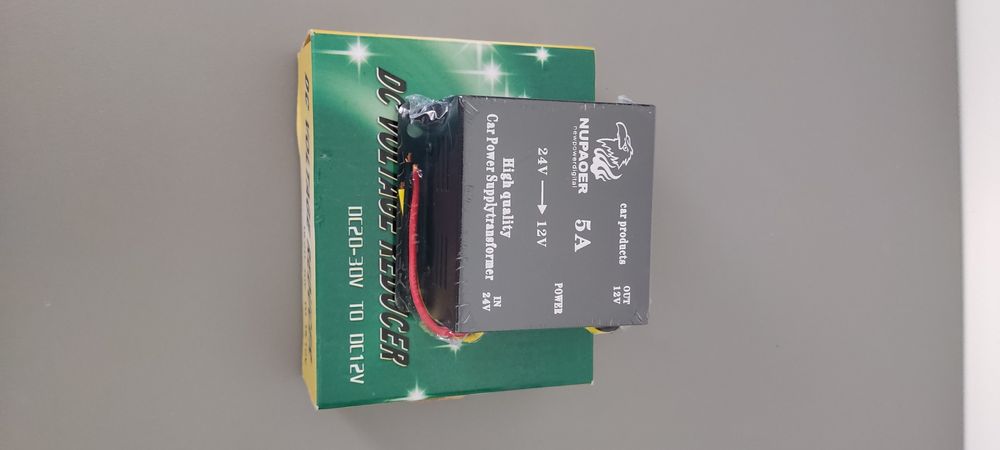 NUPAOER
newpowerdigital
car products
5A
24V → 12V
OUT
12V
POWER
High quality
Car Power Supplytransformer
IN
24V
DC VOLTAGE REDUCER
DC20-30V TO DC12V